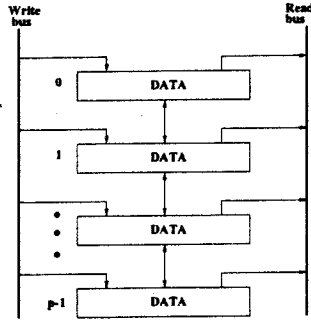 Write
bus
Read
bus
0
DATA
1
DATA
DATA
p-1
DATA